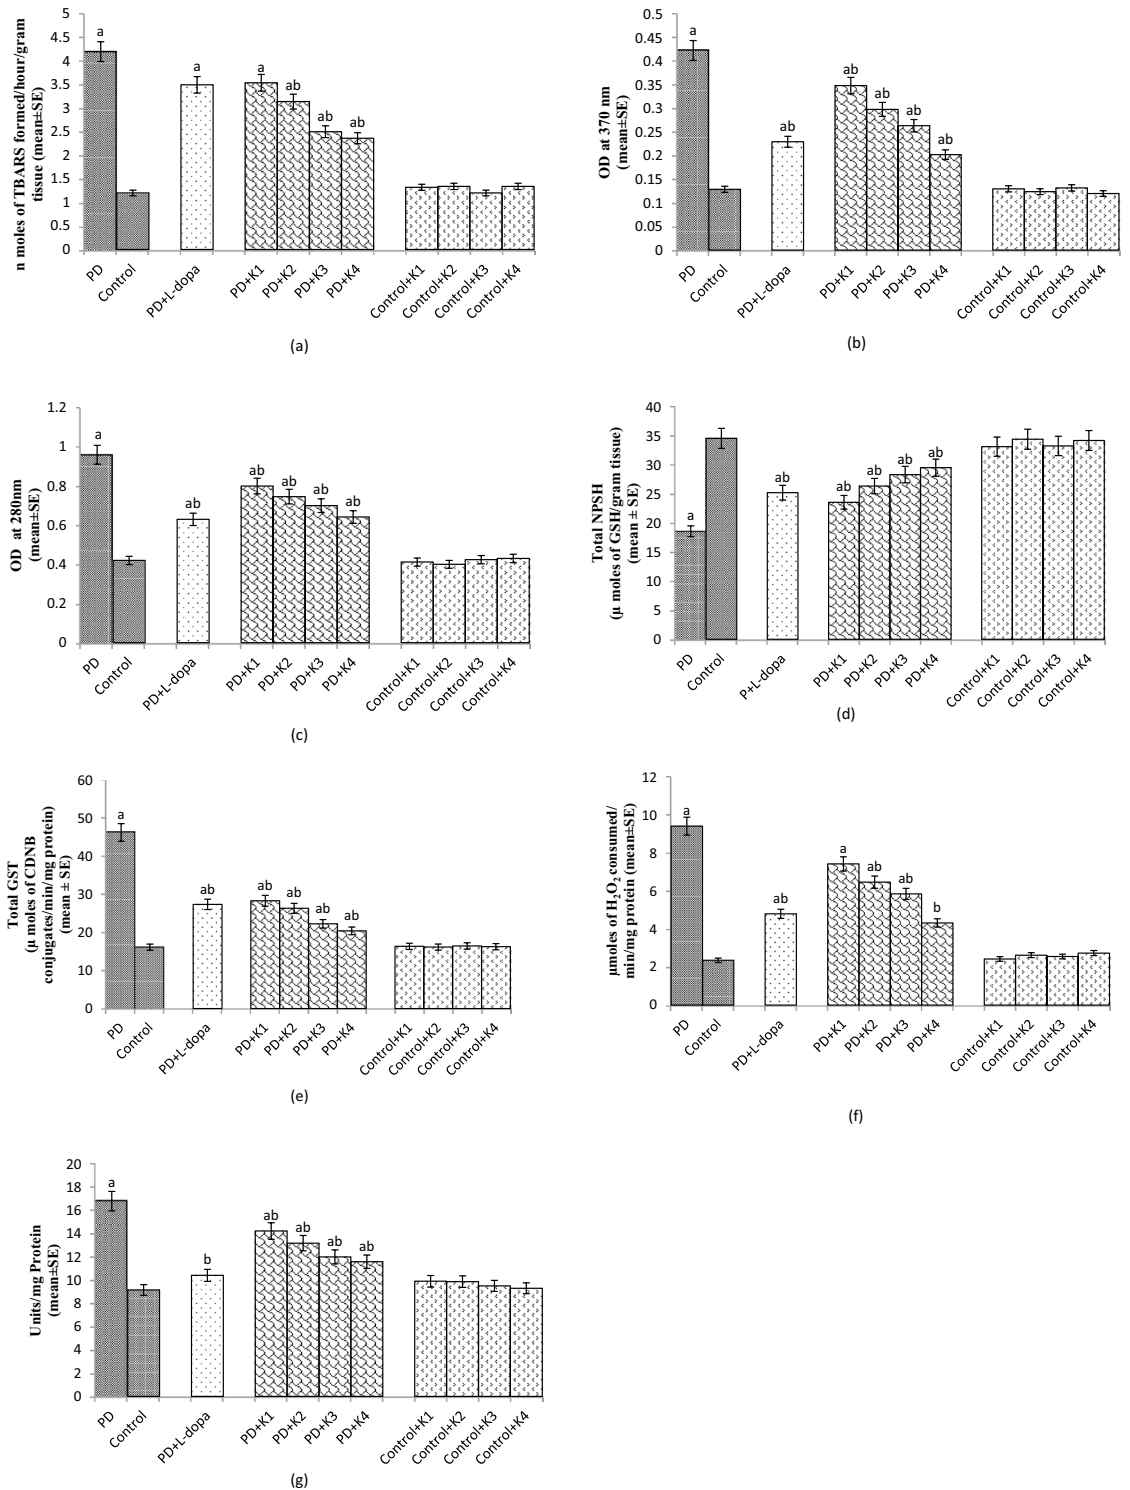 n moles of TBARS formed/hour/gram
tissue (mean±SE)
5
4.5
4
3.5
3
2.5
2
1.5
1
0.5
0
a
a
a
ab
ab
ab
PD
Control
PD+L-dopa
PD+K1
PD+K2
PD+K3
PD+K4
Control+K1
Control+K2
Control+K3
Control+K4
(a)
OD at 370 nm
(mean±SE)
0.5
0.45
0.4
0.35
0.3
0.25
0.2
0.15
0.1
0.05
0
a
ab
ab
ab
ab
ab
PD
Control
PD+L-dopa
PD+K1
PD+K2
PD+K3
PD+K4
Control+K1
Control+K2
Control+K3
Control+K4
(b)
OD at 280nm
(mean±SE)
1.2
1
0.8
0.6
0.4
0.2
0
a
ab
ab
ab
ab
ab
PD
Control
PD+L-dopa
PD+K1
PD+K2
PD+K3
PD+K4
Control+K1
Control+K2
Control+K3
Control+K4
(c)
Total NPSH
(µ moles of GSH/gram tissue)
(mean ± SE)
40
35
30
25
20
15
10
5
0
a
ab
ab
ab
ab
ab
PD
Control
P+L-dopa
PD+K1
PD+K2
PD+K3
PD+K4
Control+K1
Control+K2
Control+K3
Control+K4
(d)
Total GST
(µ moles of CDNB
conjugates/min/mg protein)
(mean ± SE)
60
50
40
30
20
10
0
a
ab
ab
ab
ab
ab
PD
Control
PD+L-dopa
PD+K1
PD+K2
PD+K3
PD+K4
Control+K1
Control+K2
Control+K3
Control+K4
(e)
µmoles of H₂O₂ consumed/
min/mg protein (mean±SE)
12
10
8
6
4
2
0
a
ab
a
ab
ab
b
PD
Control
PD+L-dopa
PD+K1
PD+K2
PD+K3
PD+K4
Control+K1
Control+K2
Control+K3
Control+K4
(f)
Units/mg Protein
(mean±SE)
20
18
16
14
12
10
8
6
4
2
0
a
b
ab
ab
ab
ab
PD
Control
PD+L-dopa
PD+K1
PD+K2
PD+K3
PD+K4
Control+K1
Control+K2
Control+K3
Control+K4
(g)